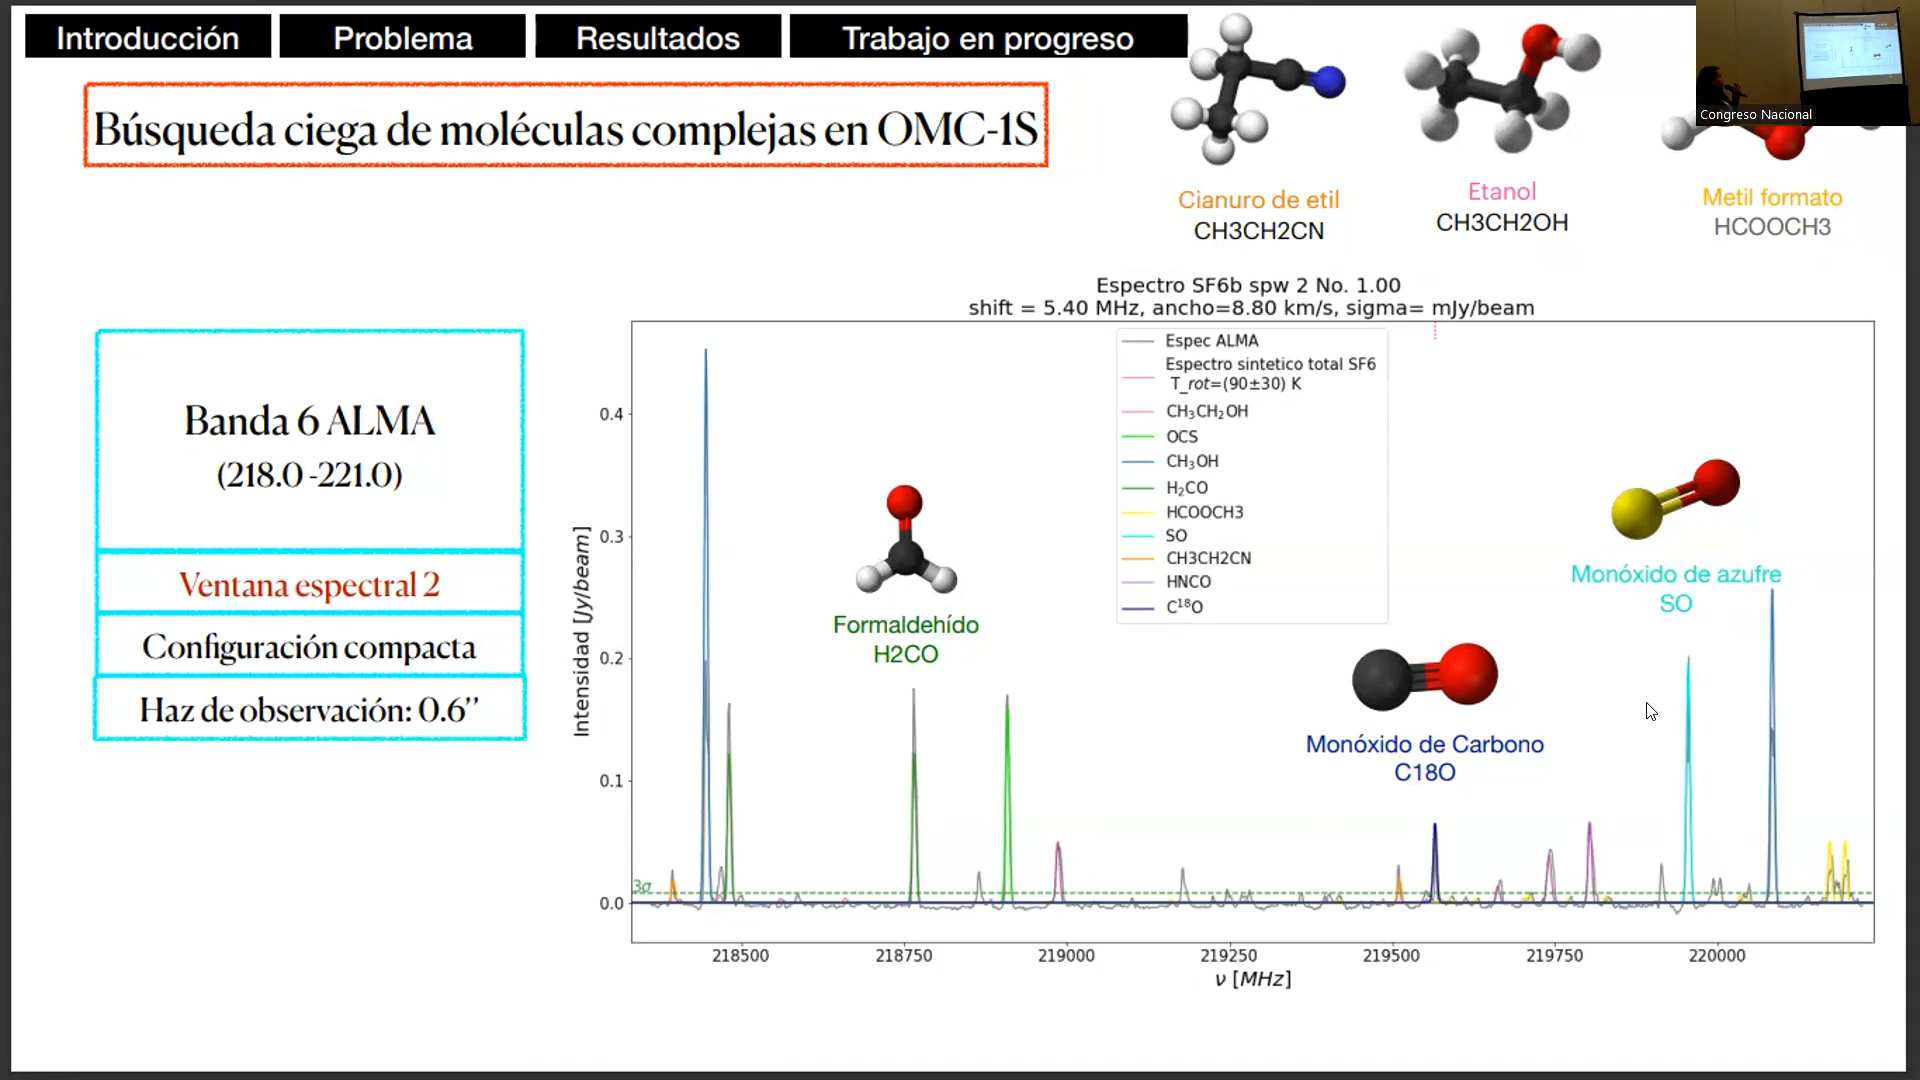 Introducción
Problema
Resultados
Trabajo en progreso
Congreso Nacional
Búsqueda ciega de moléculas complejas en OMC-1S
Cianuro de etil
CH3CH2CN
Etanol
CH3CH2OH
Metil formato
HCOOCH3
Banda 6 ALMA
(218.0 -221.0)
Ventana espectral 2
Configuración compacta
Haz de observación: 0.6’’
Espectro SF6b spw 2 No. 1.00
shift = 5.40 MHz, ancho=8.80 km/s, sigma= mJy/beam
Espec ALMA
Espectro sintetico total SF6
T_rot=(90±30) K
CH₃CH₂OH
OCS
CH₃OH
H₂CO
HCOOCH3
SO
CH3CH2CN
HNCO
C¹⁸O
Formaldehído
H2CO
Monóxido de Carbono
C18O
Monóxido de azufre
SO
Intensidad [Jy/beam]
0.4
0.3
0.2
0.1
0.0
3σ
218500
218750
219000
219250
219500
219750
220000
ν [MHz]